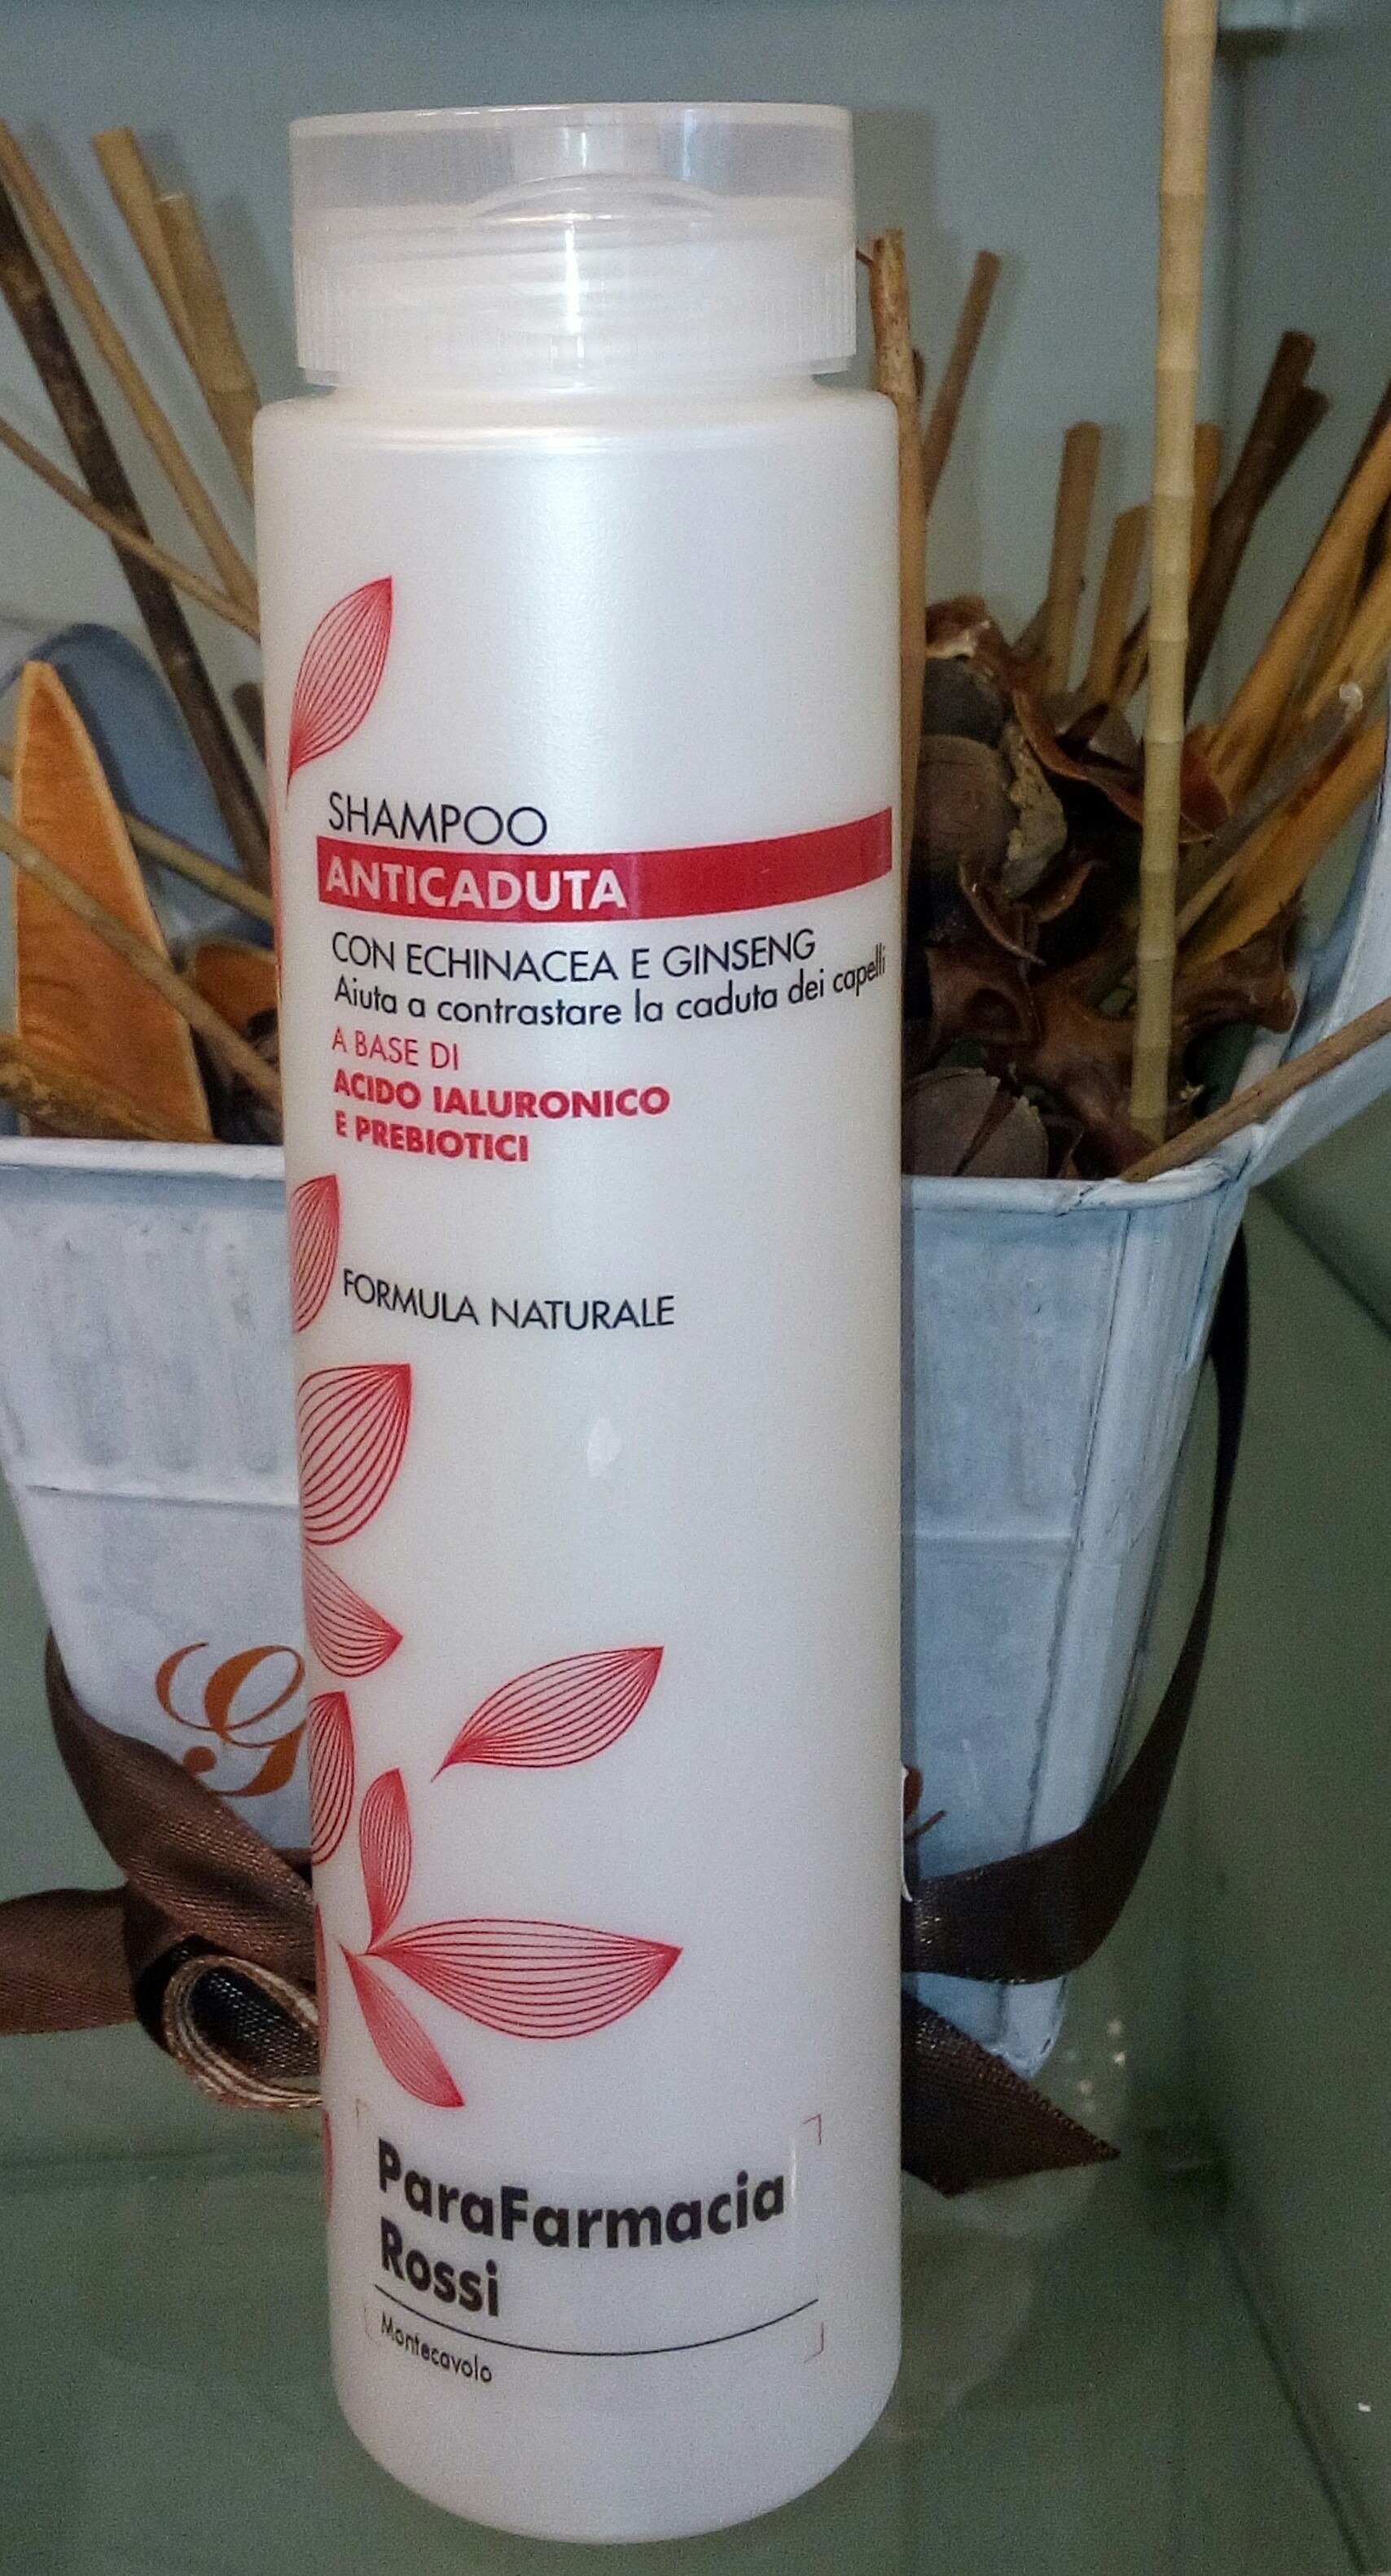 SHAMPOO
ANTICADUTA
CON ECHINACEA E GINSENG
Aiuta a contrastare la caduta dei capelli
A BASE DI
ACIDO IALURONICO
E PREBIOTICI
FORMULA NATURALE
G
ParaFarmacia
Rossi
Montecavolo